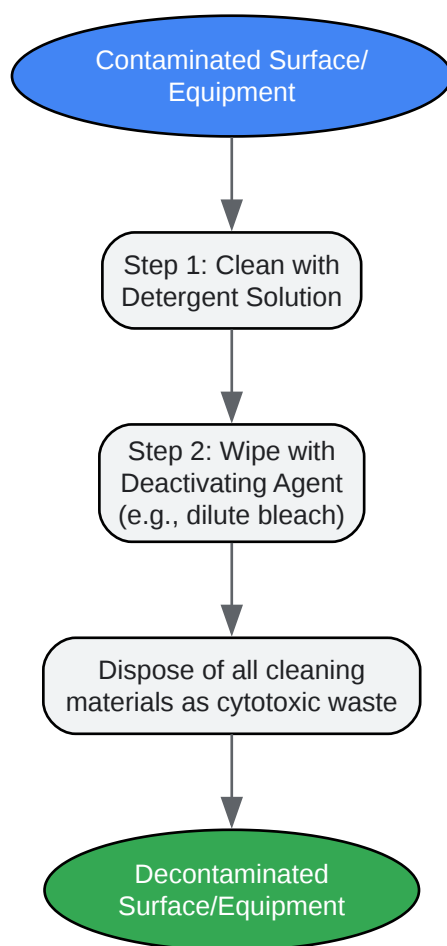 Contaminated Surface/
Equipment
Step 1: Clean with
Detergent Solution
Step 2: Wipe with
Deactivating Agent
(e.g., dilute bleach)
Dispose of all cleaning
materials as cytotoxic waste
Decontaminated
Surface/Equipment